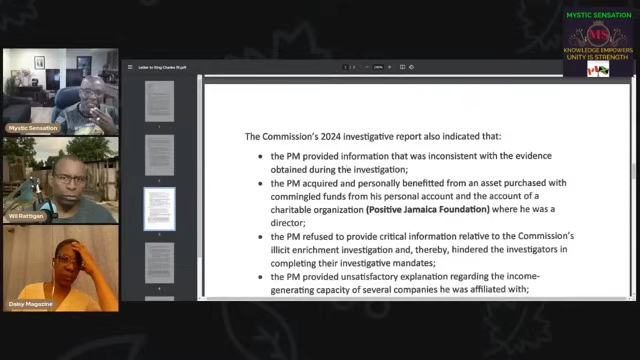 MYSTIC SENSATION
MS
KNOWLEDGE EMPOWERS
UNITY IS STRENGTH
Letter to King Charles III.pdf
The Commission's 2024 investigative report also indicated that:
• the PM provided information that was inconsistent with the evidence
obtained during the investigation;
• the PM acquired and personally benefited from an asset purchased with
commingled funds from his personal account and the account of a
charitable organization (Positive Jamaica Foundation) where he was a
director;
• the PM refused to provide critical information relative to the Commission's
illicit enrichment investigation and, thereby, hindered the investigators in
completing their investigative mandates;
• the PM provided unsatisfactory explanation regarding the income-
generating capacity of several companies he was affiliated with;
Mystic Sensation
Wil Rattigan
Daisy Magazine